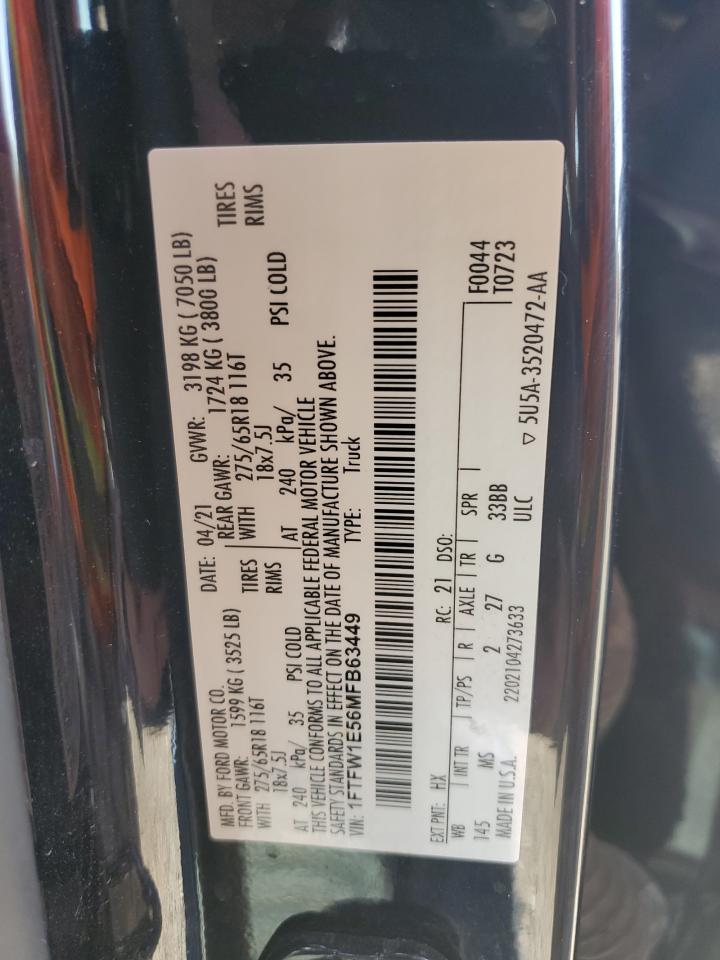 MFD. BY FORD MOTOR CO.
DATE: 04/21 GVWR: 3198 KG ( 7050 LB)
FRONT GAWR: 1599 KG ( 3525 LB) REAR GAWR: 1724 KG ( 3800 LB)
WITH 275/65R18 116T TIRES WITH 275/65R18 116T TIRES
18x7.5J RIMS 18x7.5J RIMS
AT 240 kPa/ 35 PSI COLD AT 240 kPa/ 35 PSI COLD
THIS VEHICLE CONFORMS TO ALL APPLICABLE FEDERAL MOTOR VEHICLE
SAFETY STANDARDS IN EFFECT ON THE DATE OF MANUFACTURE SHOWN ABOVE.
VIN: 1FTFW1E56MFB63449 TYPE: Truck
EXT PNT: HX RC: 21 DSO: F0044
WB INT TR TP/PS R AXLE TR SPR T0723
145 MS 2 27 G 33BB
MADE IN U.S.A. 2202104273633 ULC
▽ 5U5A-3520472-AA